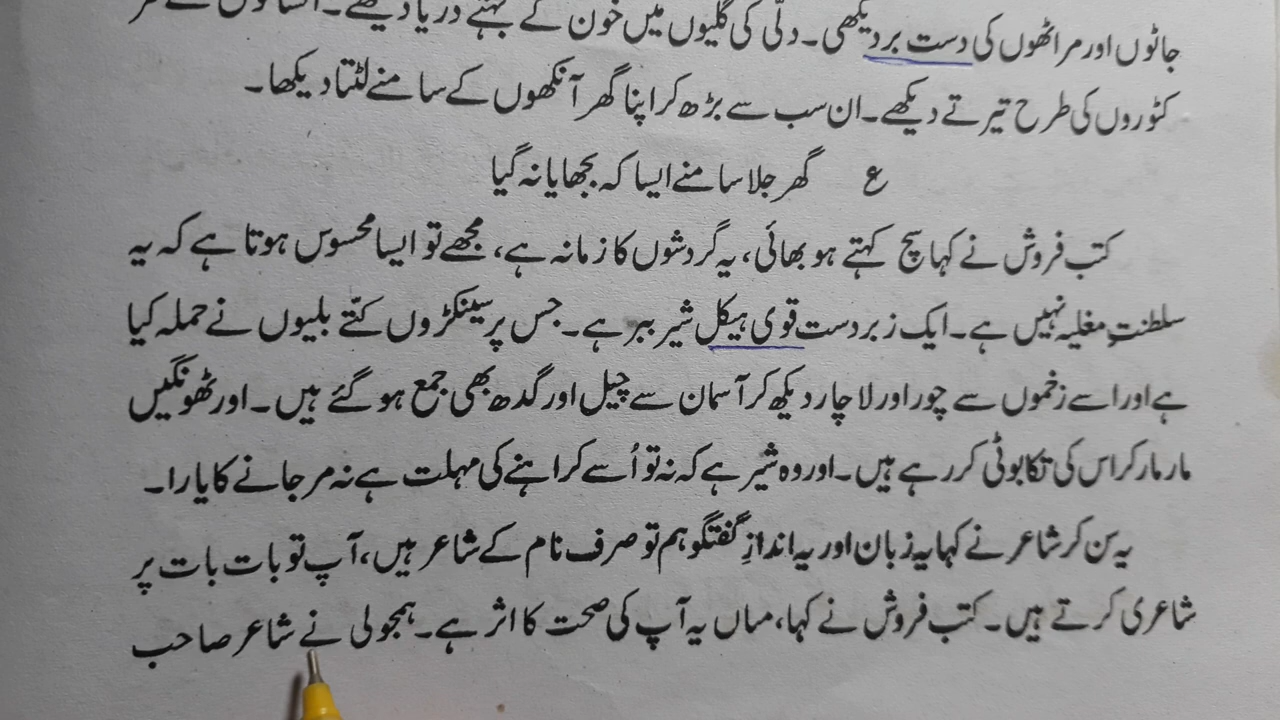 جاٹوں اور مراٹھوں کی دست برد دیکھی۔ دلّی کی گلیوں میں خون کے بہتے دریا دیکھے۔ انسانوں کے سر
کٹوروں کی طرح تیرتے دیکھے۔ ان سب سے بڑھ کر اپنا گھر آنکھوں کے سامنے لٹتا دیکھا۔
ع گھر جلا سامنے ایسا کہ بجھایا نہ گیا
کتب فروش نے کہا سچ کہتے ہو بھائی، یہ گردشوں کا زمانہ ہے، مجھے تو ایسا محسوس ہوتا ہے کہ یہ
سلطنتِ مغلیہ نہیں ہے۔ ایک زبردست قوی ہیکل شیر ببر ہے۔ جس پر سینکڑوں کتّے بلیوں نے حملہ کیا
ہے اور اسے زخموں سے چور اور لاچار دیکھ کر آسمان سے چیل اور گدھ بھی جمع ہو گئے ہیں۔ اور ٹھونگیں
مار مار کر اس کی تکا بوٹی کر رہے ہیں۔ اور وہ شیر ہے کہ نہ تو اُسے کراہنے کی مہلت ہے نہ مر جانے کا یارا۔
یہ سن کر شاعر نے کہا یہ زبان اور یہ اندازِ گفتگو ہم تو صرف نام کے شاعر ہیں، آپ تو بات بات پر
شاعری کرتے ہیں۔ کتب فروش نے کہا، میاں یہ آپ کی صحت کا اثر ہے۔ ہمجولی نے شاعر صاحب